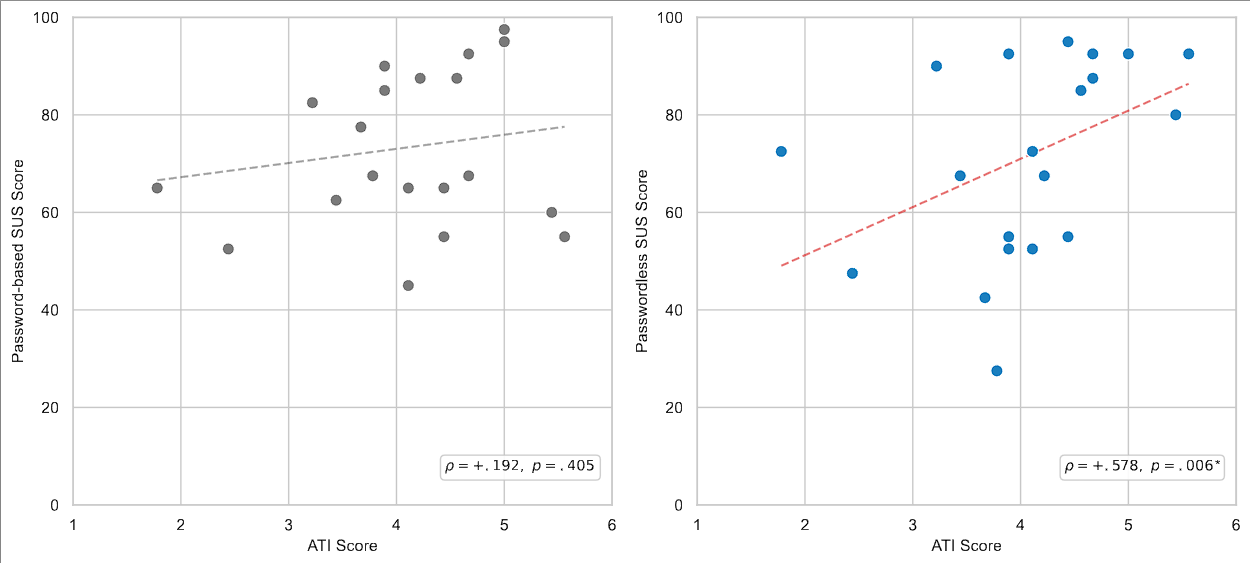 100
80
60
40
20
0
1 2 3 4 5 6
ATI Score
Password-based SUS Score
ρ = +.192, p = .405
100
80
60
40
20
0
1 2 3 4 5 6
ATI Score
Passwordless SUS Score
ρ = +.578, p = .006*